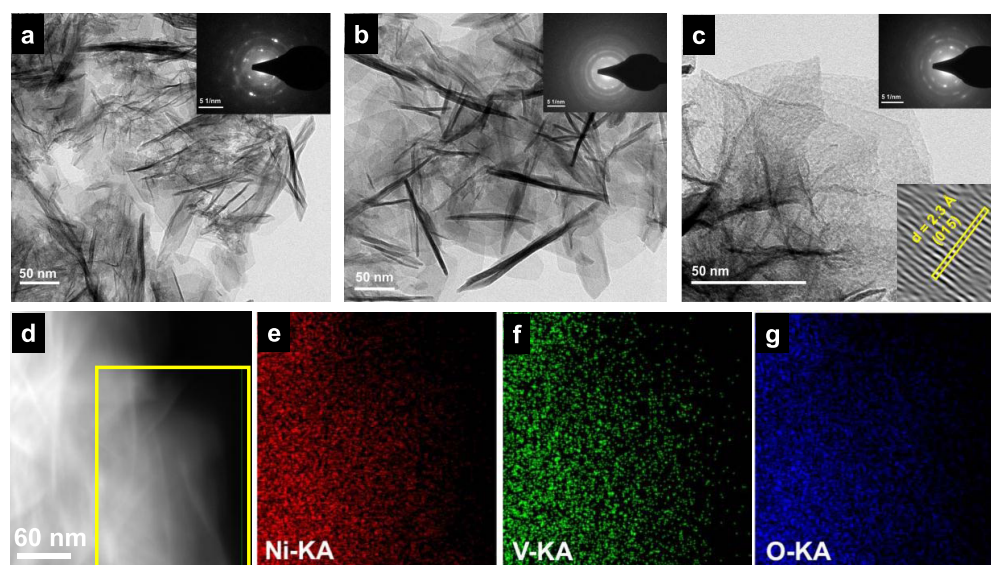 a
5 1/nm
50 nm
b
5 1/nm
50 nm
c
5 1/nm
d = 2.3 Å
(015)
50 nm
d
60 nm
e
Ni-KA
f
V-KA
g
O-KA